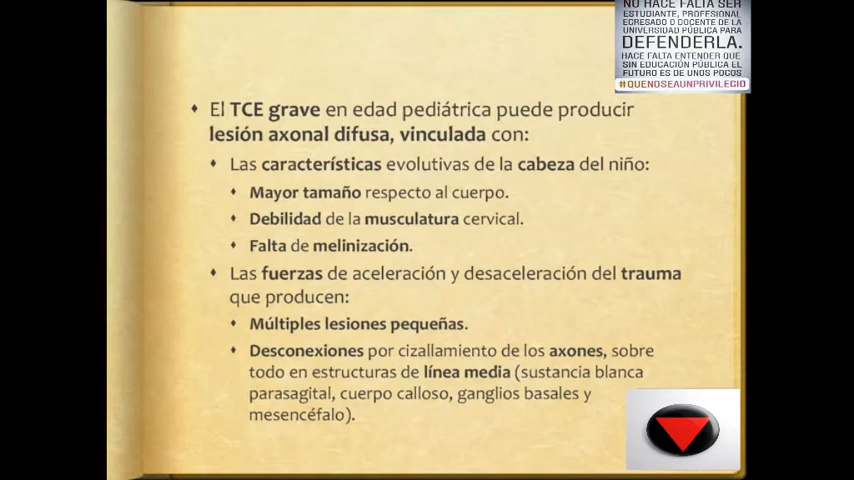 NO HACE FALTA SER
ESTUDIANTE, PROFESIONAL
EGRESADO O DOCENTE DE LA
UNIVERSIDAD PÚBLICA PARA
DEFENDERLA.
HACE FALTA ENTENDER QUE
SIN EDUCACIÓN PÚBLICA EL
FUTURO ES DE UNOS POCOS
#QUENOSEAUNPRIVILEGIO
El TCE grave en edad pediátrica puede producir
lesión axonal difusa, vinculada con:
Las características evolutivas de la cabeza del niño:
Mayor tamaño respecto al cuerpo.
Debilidad de la musculatura cervical.
Falta de melinización.
Las fuerzas de aceleración y desaceleración del trauma
que producen:
Múltiples lesiones pequeñas.
Desconexiones por cizallamiento de los axones, sobre
todo en estructuras de línea media (sustancia blanca
parasagital, cuerpo calloso, ganglios basales y
mesencéfalo).